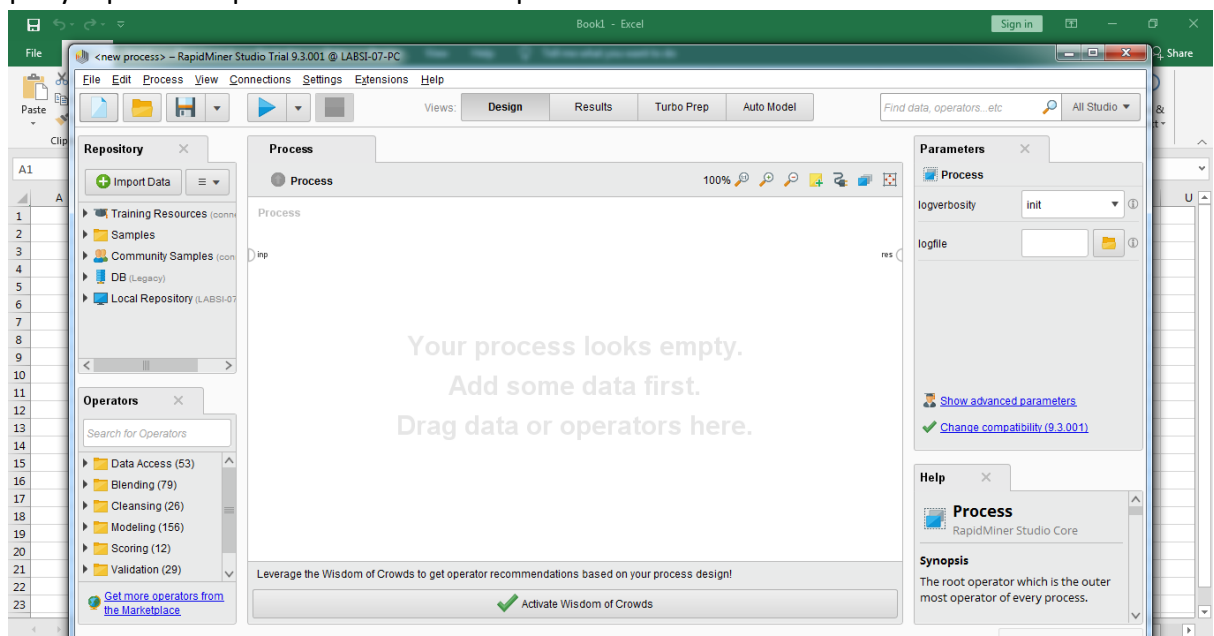 Book1 - Excel
Sign in
File
Share
<new process> – RapidMiner Studio Trial 9.3.001 @ LABSI-07-PC
File Edit Process View Connections Settings Extensions Help
Paste
Clip
Views: Design Results Turbo Prep Auto Model
Find data, operators...etc
All Studio
&
A1
A
U
1
2
3
4
5
6
7
8
9
10
11
12
13
14
15
16
17
18
19
20
21
22
23
Repository
Import Data
Training Resources (conn
Samples
Community Samples (con
DB (Legacy)
Local Repository (LABSI-07
Operators
Search for Operators
Data Access (53)
Blending (79)
Cleansing (26)
Modeling (156)
Scoring (12)
Validation (29)
Get more operators from
the Marketplace
Process
Process
100%
Process
inp
res
Your process looks empty.
Add some data first.
Drag data or operators here.
Leverage the Wisdom of Crowds to get operator recommendations based on your process design!
Activate Wisdom of Crowds
Parameters
Process
logverbosity init
logfile
Show advanced parameters
Change compatibility (9.3.001)
Help
Process
RapidMiner Studio Core
Synopsis
The root operator which is the outer
most operator of every process.